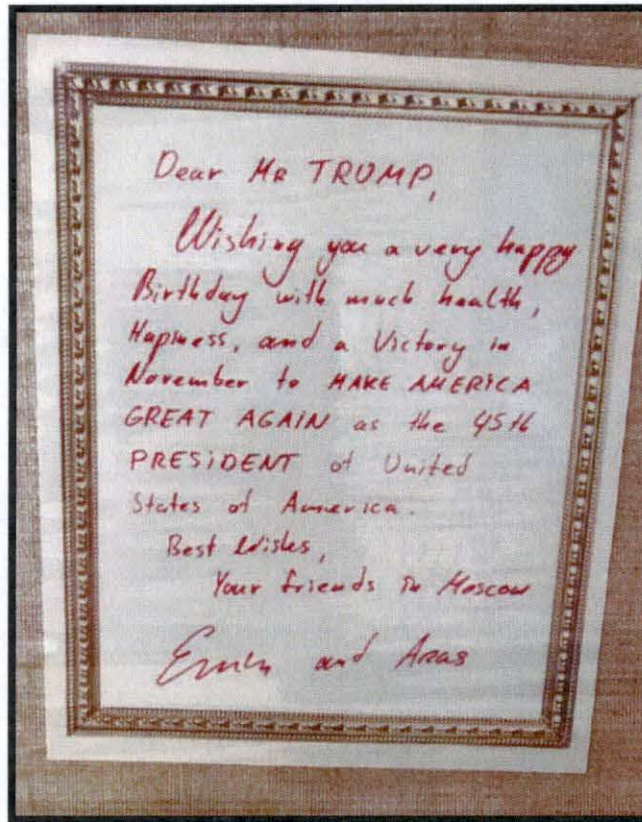 Dear MR TRUMP,
Wishing you a very happy
Birthday with much health,
Hapiness, and a Victory in
November to MAKE AMERICA
GREAT AGAIN as the 45th
PRESIDENT of United
States of America.
Best Wishes,
Your friends in Moscow
Emin and Aras